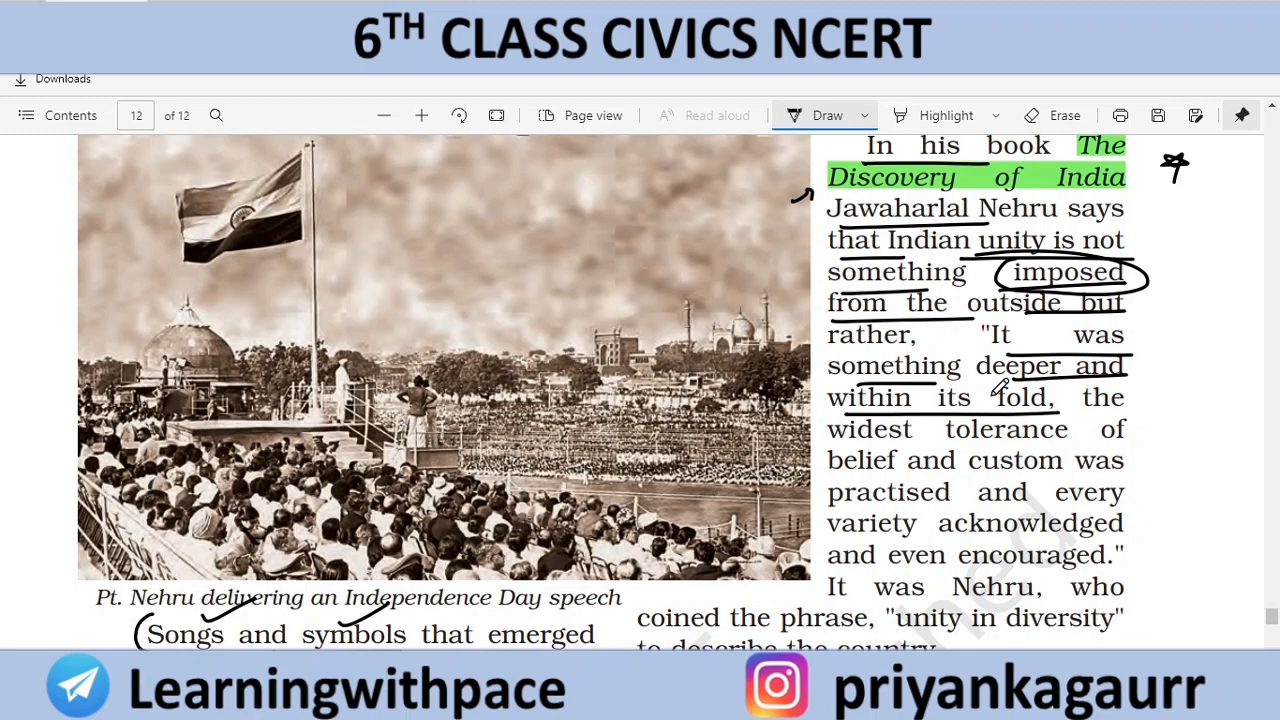 6TH CLASS CIVICS NCERT
Downloads
Contents
12
of 12
Page view
Read aloud
Draw
Highlight
Erase
In his book The
Discovery of India
Jawaharlal Nehru says
that Indian unity is not
something imposed
from the outside but
rather, "It was
something deeper and
within its fold, the
widest tolerance of
belief and custom was
practised and every
variety acknowledged
and even encouraged."
It was Nehru, who
coined the phrase, "unity in diversity"
to describe the country.
Pt. Nehru delivering an Independence Day speech
Songs and symbols that emerged
Learningwithpace
priyankagaurr